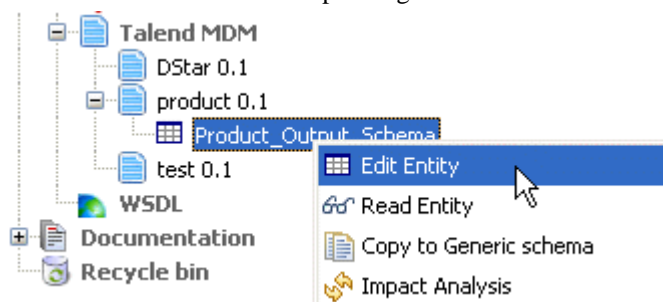 Talend MDM
DStar 0.1
product 0.1
Product_Output_Schema
test 0.1
Edit Entity
WSDL
Read Entity
Documentation
Copy to Generic schema
Recycle bin
Impact Analysis